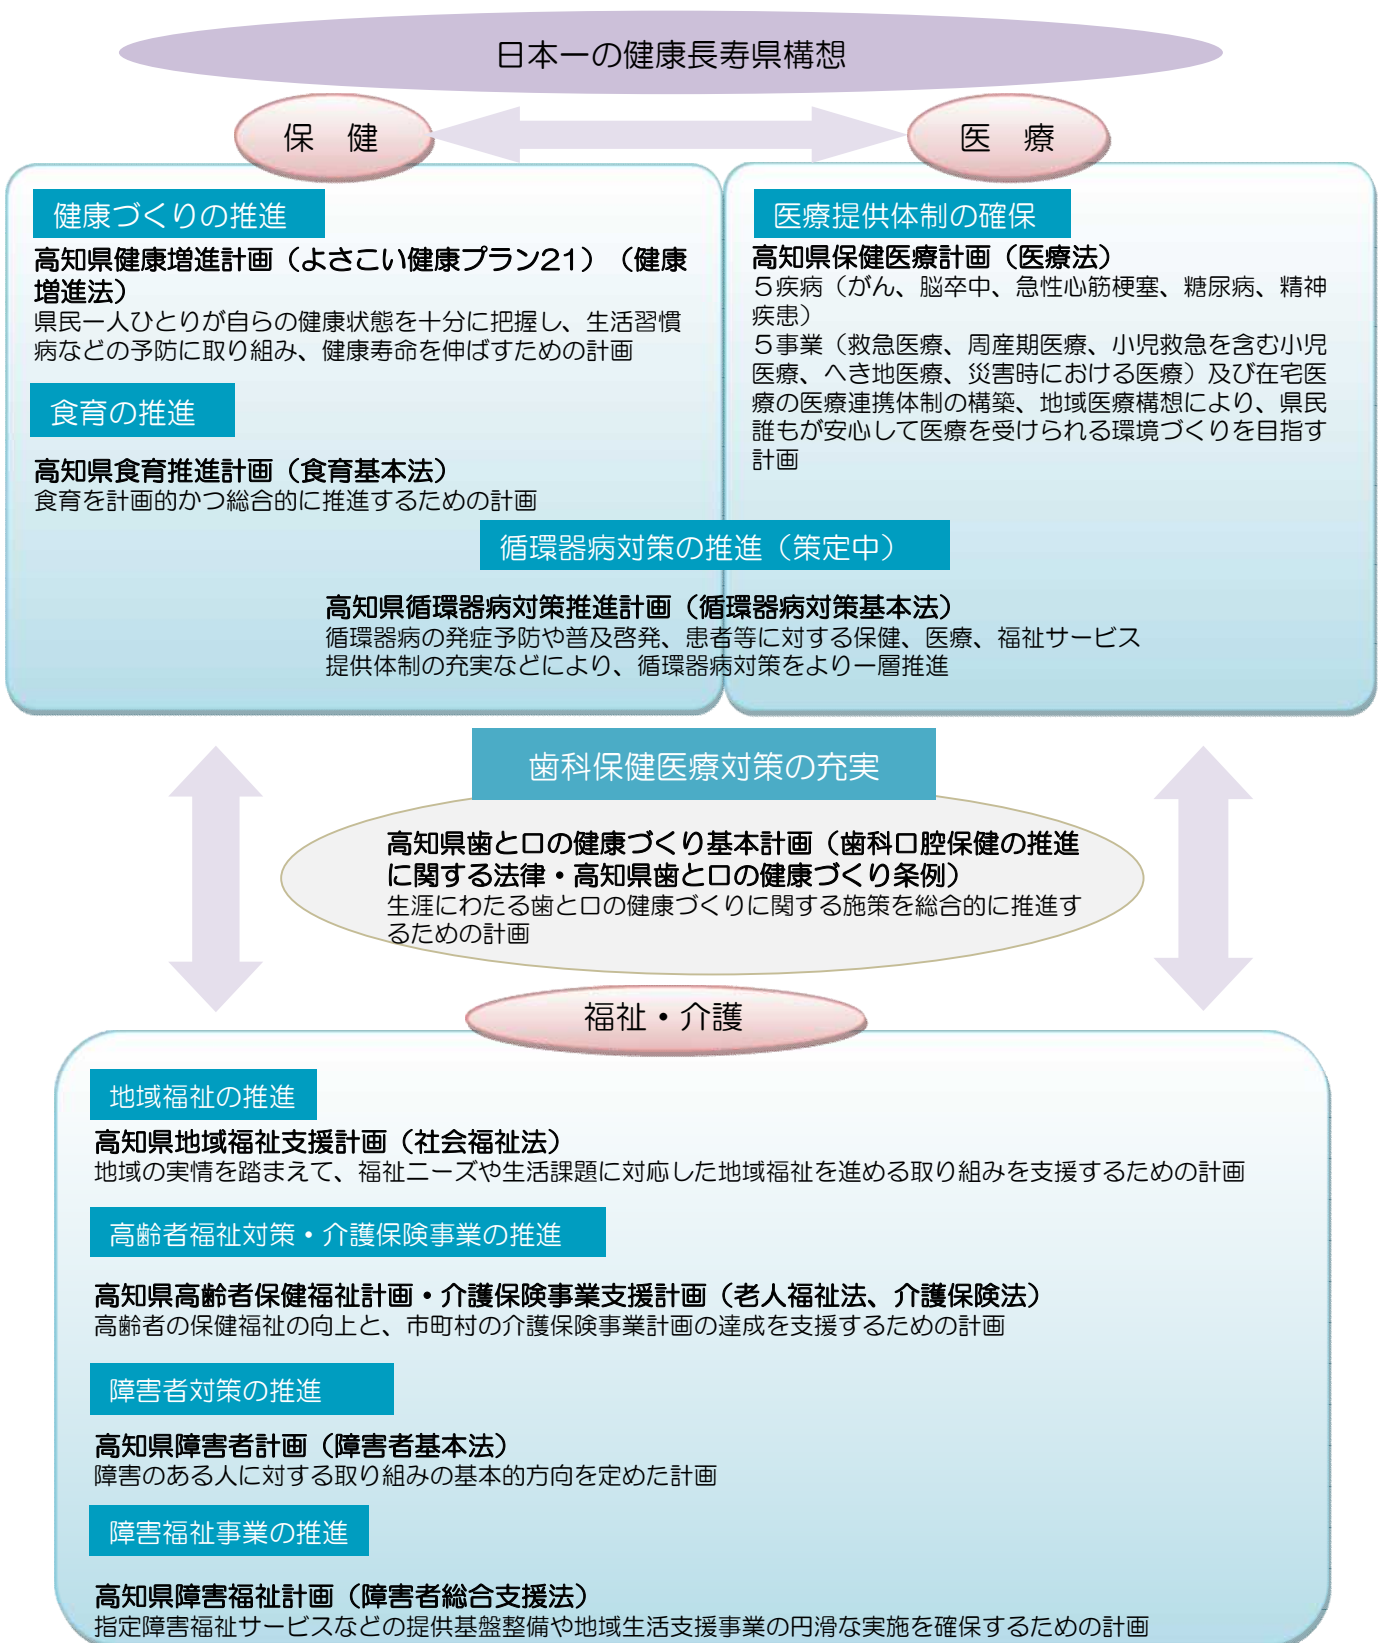 日本一の健康長寿県構想
保　健
医　療
健康づくりの推進
高知県健康増進計画（よさこい健康プラン21）（健康
増進法）
県民一人ひとりが自らの健康状態を十分に把握し、生活習慣
病などの予防に取り組み、健康寿命を伸ばすための計画
食育の推進
高知県食育推進計画（食育基本法）
食育を計画的かつ総合的に推進するための計画
医療提供体制の確保
高知県保健医療計画（医療法）
５疾病（がん、脳卒中、急性心筋梗塞、糖尿病、精神
疾患）
５事業（救急医療、周産期医療、小児救急を含む小児
医療、へき地医療、災害時における医療）及び在宅医
療の医療連携体制の構築、地域医療構想により、県民
誰もが安心して医療を受けられる環境づくりを目指す
計画
循環器病対策の推進（策定中）
高知県循環器病対策推進計画（循環器病対策基本法）
循環器病の発症予防や普及啓発、患者等に対する保健、医療、福祉サービス
提供体制の充実などにより、循環器病対策をより一層推進
歯科保健医療対策の充実
高知県歯と口の健康づくり基本計画（歯科口腔保健の推進
に関する法律・高知県歯と口の健康づくり条例）
生涯にわたる歯と口の健康づくりに関する施策を総合的に推進す
るための計画
福祉・介護
地域福祉の推進
高知県地域福祉支援計画（社会福祉法）
地域の実情を踏まえて、福祉ニーズや生活課題に対応した地域福祉を進める取り組みを支援するための計画
高齢者福祉対策・介護保険事業の推進
高知県高齢者保健福祉計画・介護保険事業支援計画（老人福祉法、介護保険法）
高齢者の保健福祉の向上と、市町村の介護保険事業計画の達成を支援するための計画
障害者対策の推進
高知県障害者計画（障害者基本法）
障害のある人に対する取り組みの基本的方向を定めた計画
障害福祉事業の推進
高知県障害福祉計画（障害者総合支援法）
指定障害福祉サービスなどの提供基盤整備や地域生活支援事業の円滑な実施を確保するための計画